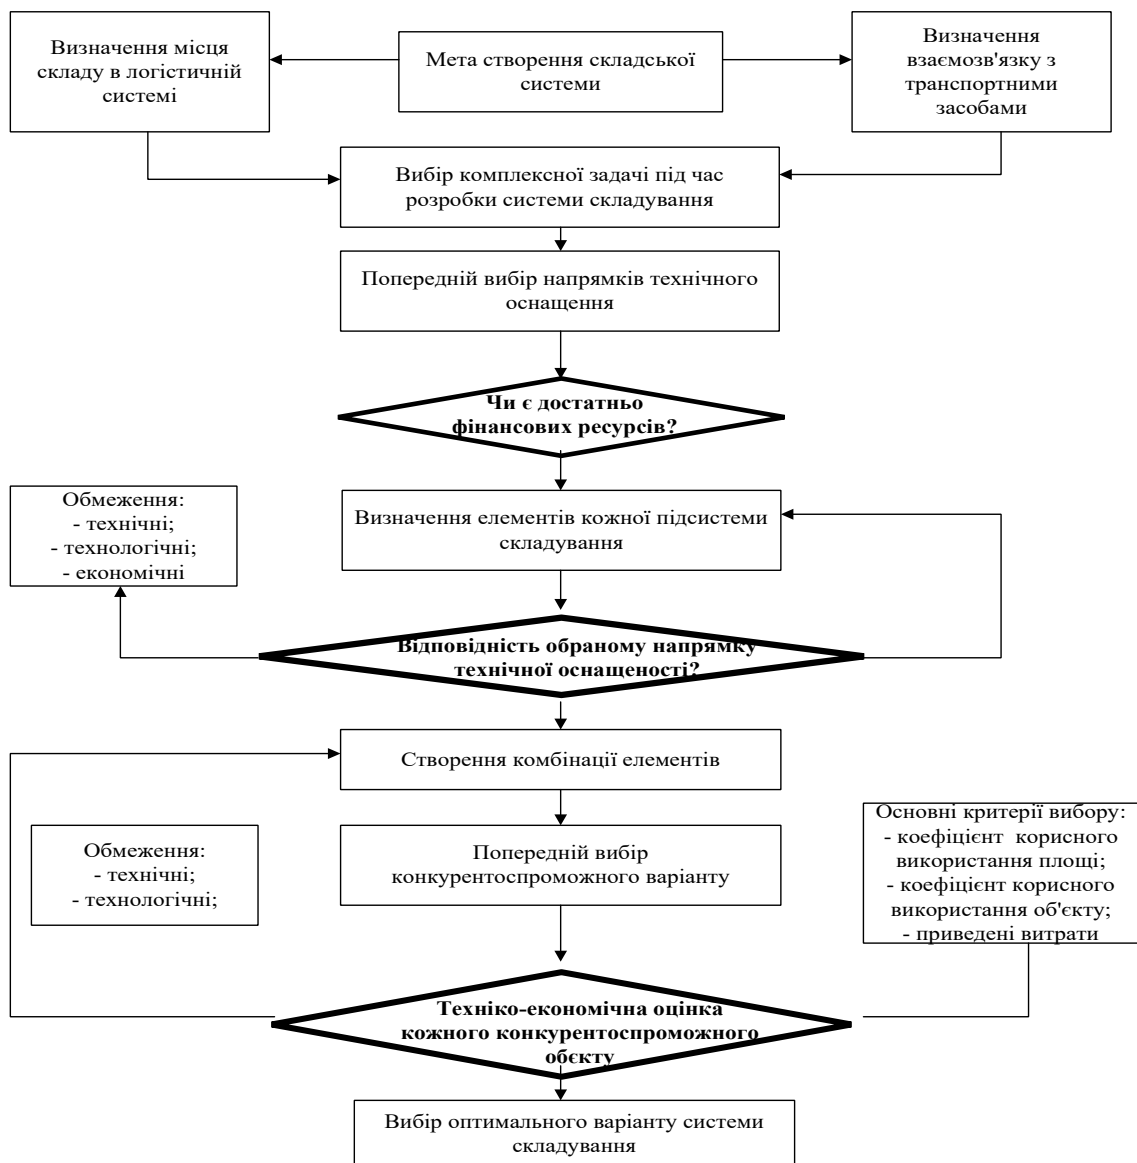 Визначення місця
складу в логістичній
системі
Мета створення складської
системи
Визначення
взаємозв'язку з
транспортними
засобами
Вибір комплексної задачі під час
розробки системи складування
Попередній вибір напрямків технічного
оснащення
Чи є достатньо
фінансових ресурсів?
Обмеження:
- технічні;
- технологічні;
- економічні
Визначення елементів кожної підсистеми
складування
Відповідність обраному напрямку
технічної оснащеності?
Створення комбінації елементів
Обмеження:
- технічні;
- технологічні;
Попередній вибір
конкурентоспроможного варіанту
Основні критерії вибору:
- коефіцієнт корисного
використання площі;
- коефіцієнт корисного
використання об'єкту;
- приведені витрати
Техніко-економічна оцінка
кожного конкурентоспроможного
обєкту
Вибір оптимального варіанту системи
складування